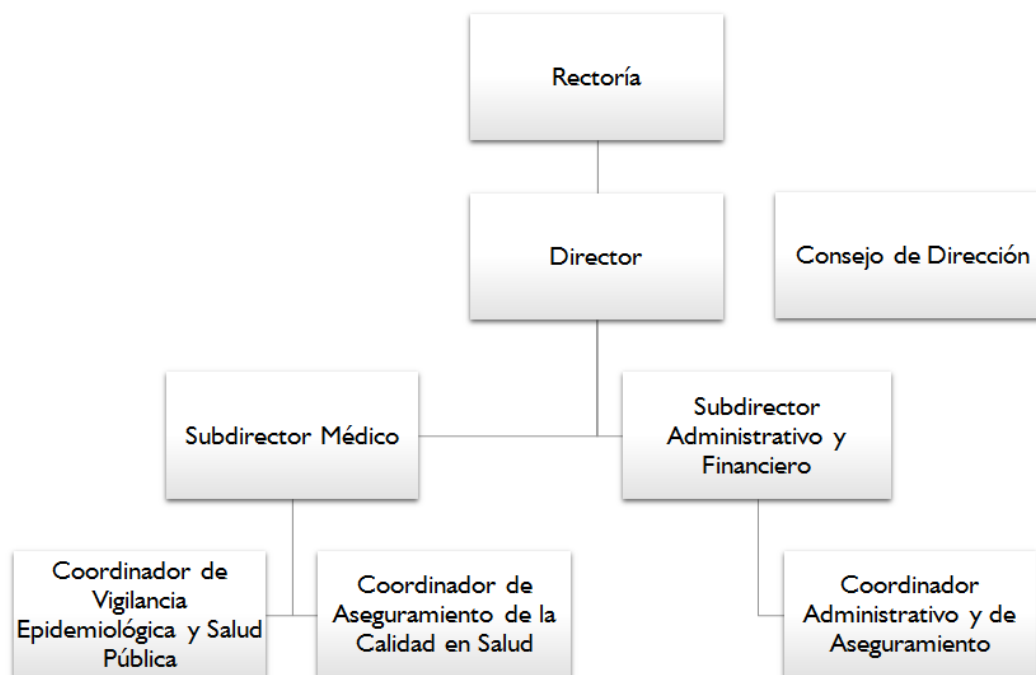 Rectoría
Director
Consejo de Dirección
Subdirector Médico
Subdirector
Administrativo y
Financiero
Coordinador de
Vigilancia
Epidemiológica y Salud
Pública
Coordinador de
Aseguramiento de la
Calidad en Salud
Coordinador
Administrativo y de
Aseguramiento